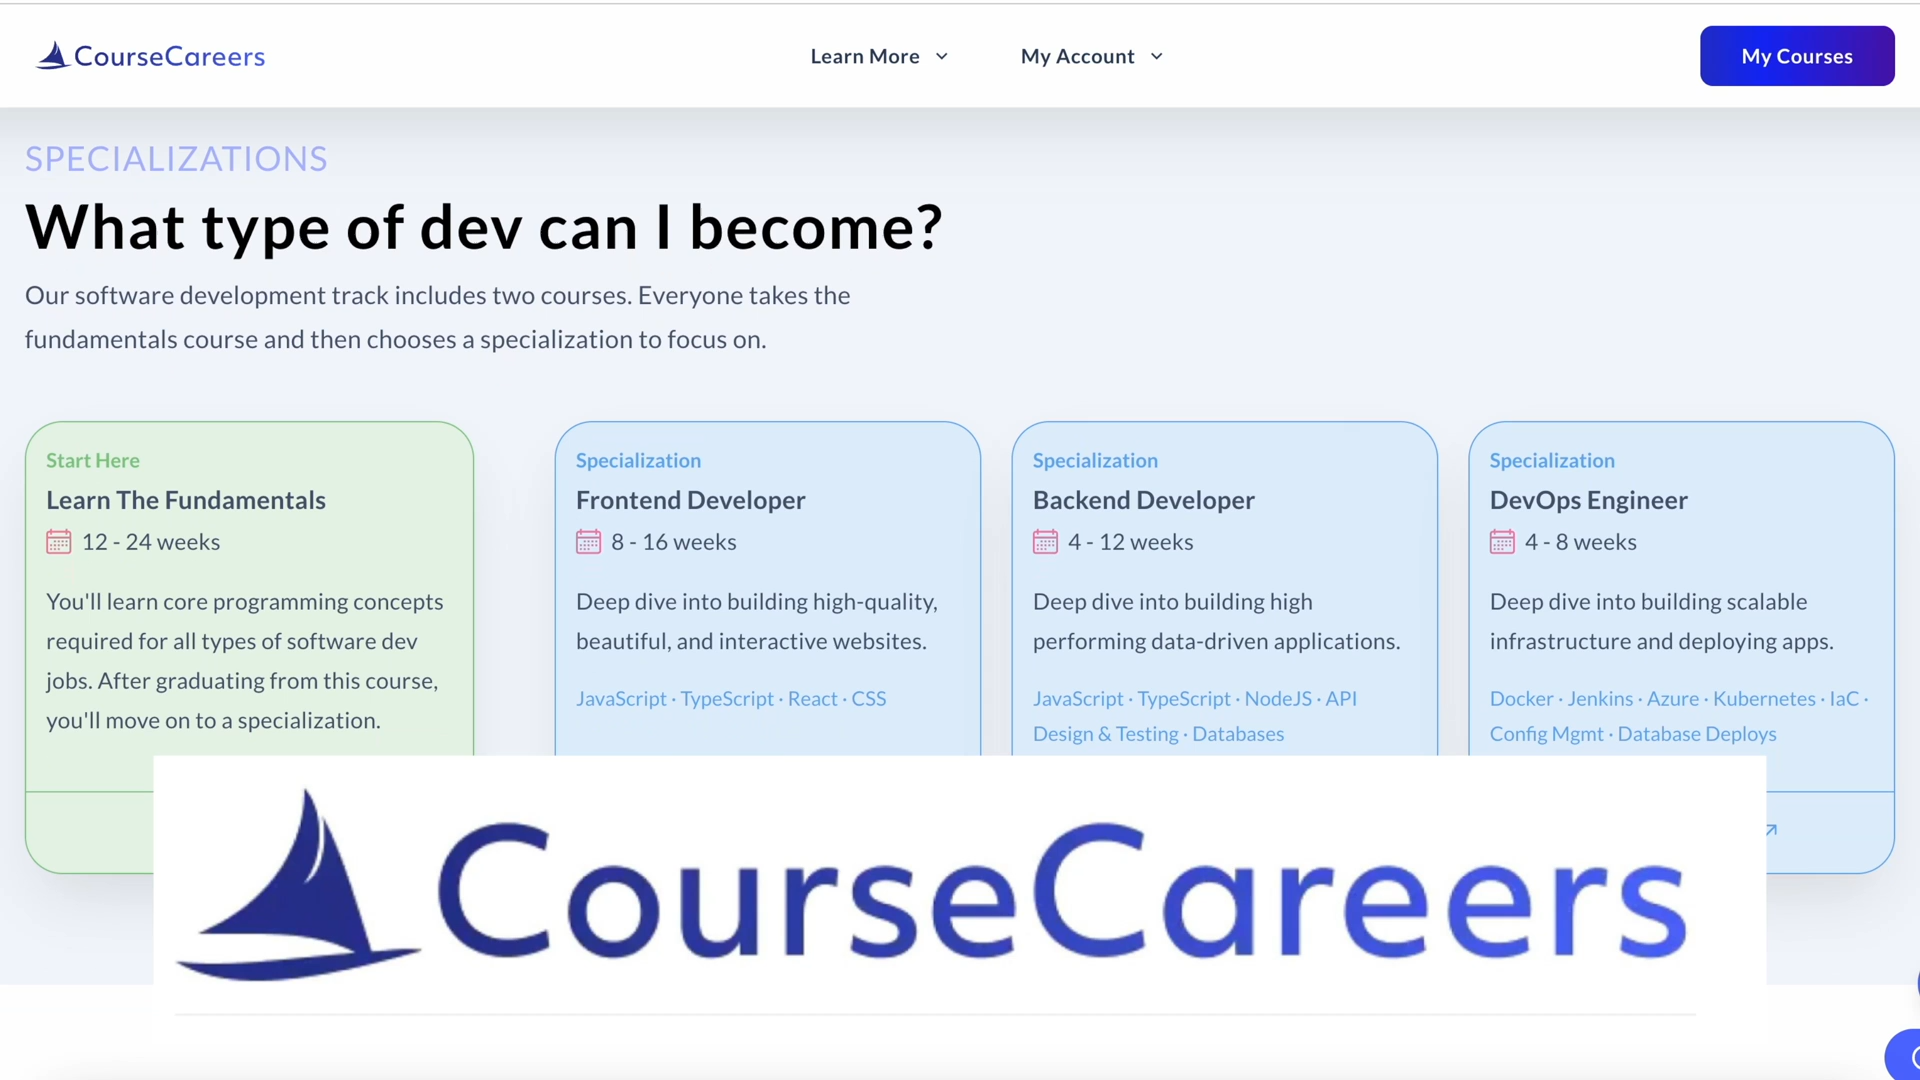 CourseCareers
Learn More
My Account
My Courses
SPECIALIZATIONS
What type of dev can I become?
Our software development track includes two courses. Everyone takes the
fundamentals course and then chooses a specialization to focus on.
Start Here
Learn The Fundamentals
12 - 24 weeks
You'll learn core programming concepts
required for all types of software dev
jobs. After graduating from this course,
you'll move on to a specialization.
Specialization
Frontend Developer
8 - 16 weeks
Deep dive into building high-quality,
beautiful, and interactive websites.
JavaScript · TypeScript · React · CSS
Specialization
Backend Developer
4 - 12 weeks
Deep dive into building high
performing data-driven applications.
JavaScript · TypeScript · NodeJS · API
Design & Testing · Databases
Specialization
DevOps Engineer
4 - 8 weeks
Deep dive into building scalable
infrastructure and deploying apps.
Docker · Jenkins · Azure · Kubernetes · IaC ·
Config Mgmt · Database Deploys
CourseCareers